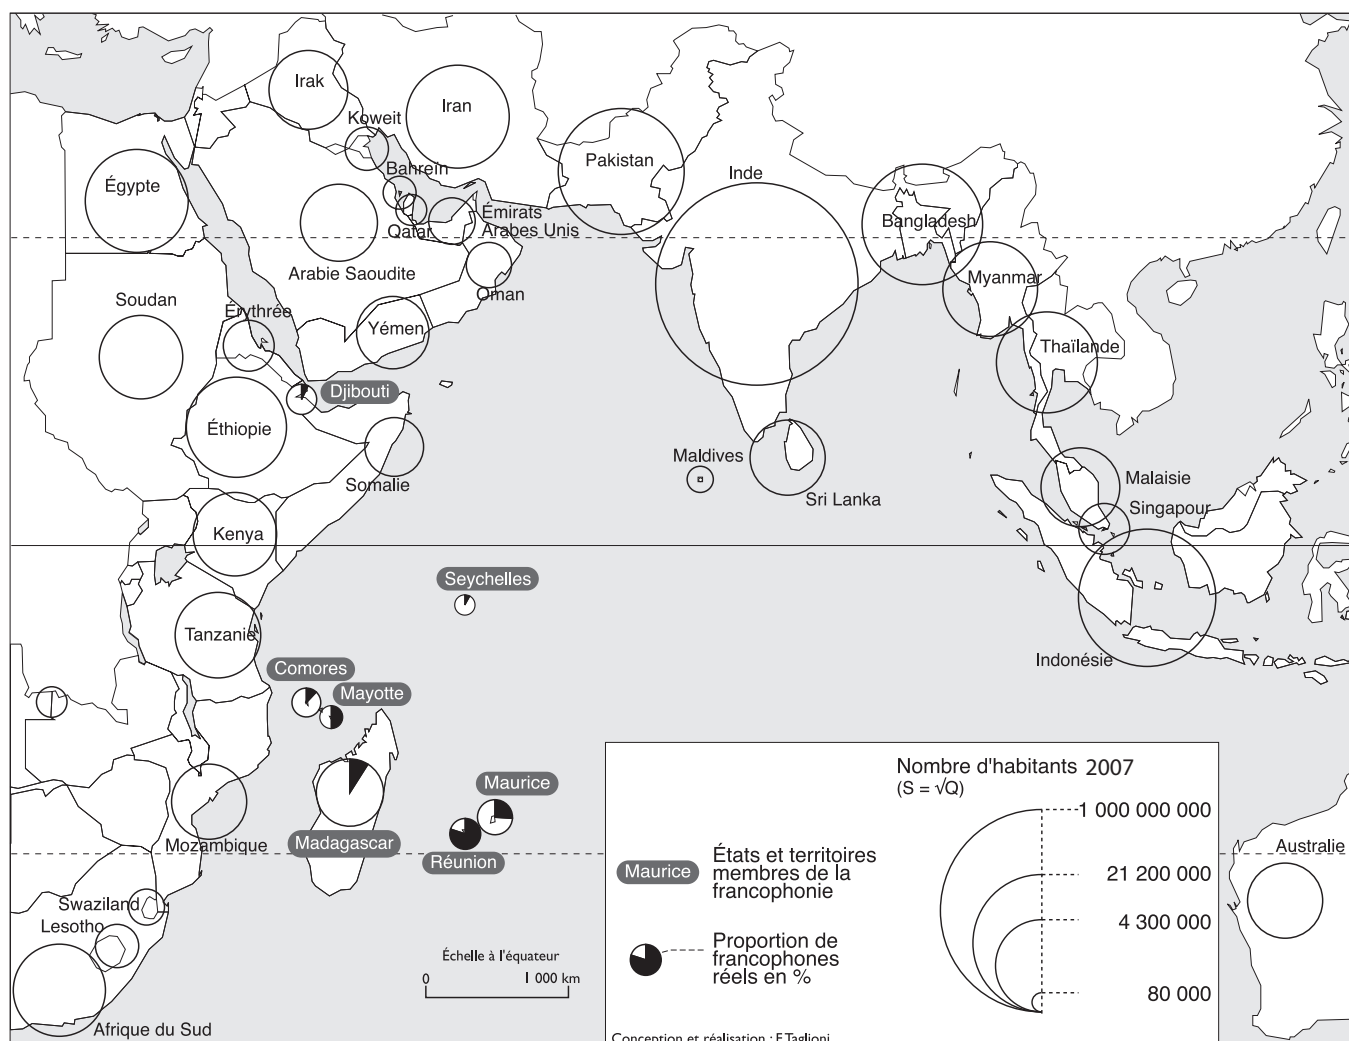 Irak
Iran
Koweit
Pakistan
Inde
Bahreïn
Égypte
Émirats
Arabes Unis
Qatar
Bangladesh
Arabie Saoudite
Oman
Myanmar
Soudan
Érythrée
Yémen
Thaïlande
Djibouti
Éthiopie
Somalie
Maldives
Sri Lanka
Malaisie
Singapour
Kenya
Seychelles
Tanzanie
Indonésie
Comores
Mayotte
Maurice
Madagascar
Réunion
Mozambique
Swaziland
Lesotho
Afrique du Sud
Australie
Échelle à l'équateur
0 1 000 km
Nombre d'habitants 2007
(S = √Q)
1 000 000 000
21 200 000
4 300 000
80 000
Maurice
États et territoires
membres de la
francophonie
Proportion de
francophones
réels en %
Conception et réalisation : F.Taglioni